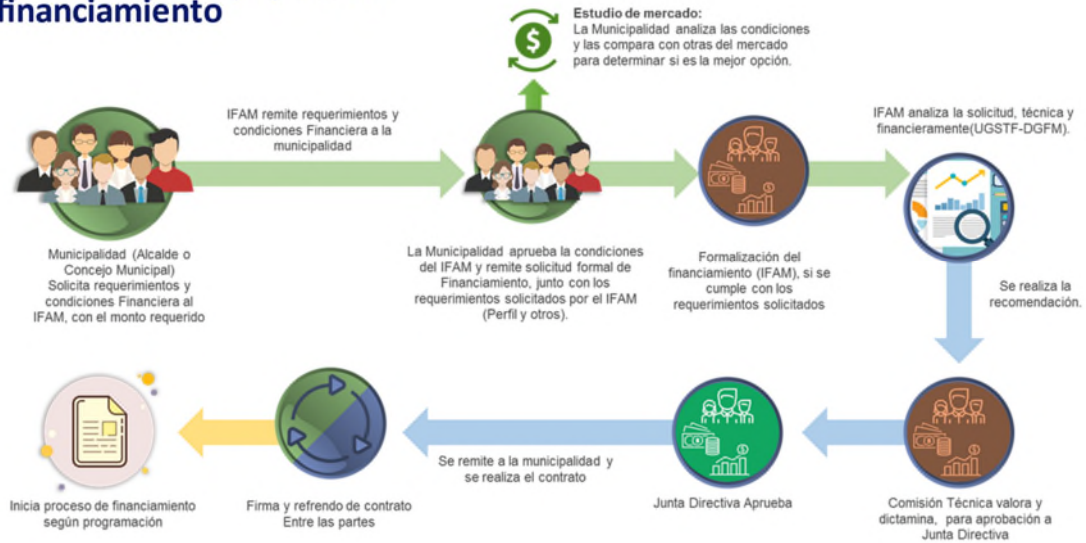 financiamiento
Estudio de mercado:
La Municipalidad analiza las condiciones
y las compara con otras del mercado
para determinar si es la mejor opción.
IFAM remite requerimientos y
condiciones Financiera a la
municipalidad
IFAM analiza la solicitud, técnica y
financieramente(UGSTF-DGFM).
Municipalidad (Alcalde o
Concejo Municipal)
Solicita requerimientos y
condiciones Financiera al
IFAM, con el monto requerido
La Municipalidad aprueba la condiciones
del IFAM y remite solicitud formal de
Financiamiento, junto con los
requerimientos solicitados por el IFAM
(Perfil y otros).
Formalización del
financiamiento (IFAM), si se
cumple con los
requerimientos solicitados
Se realiza la
recomendación.
Se remite a la municipalidad y
se realiza el contrato
Inicia proceso de financiamiento
según programación
Firma y refrendo de contrato
Entre las partes
Junta Directiva Aprueba
Comisión Técnica valora y
dictamina, para aprobación a
Junta Directiva